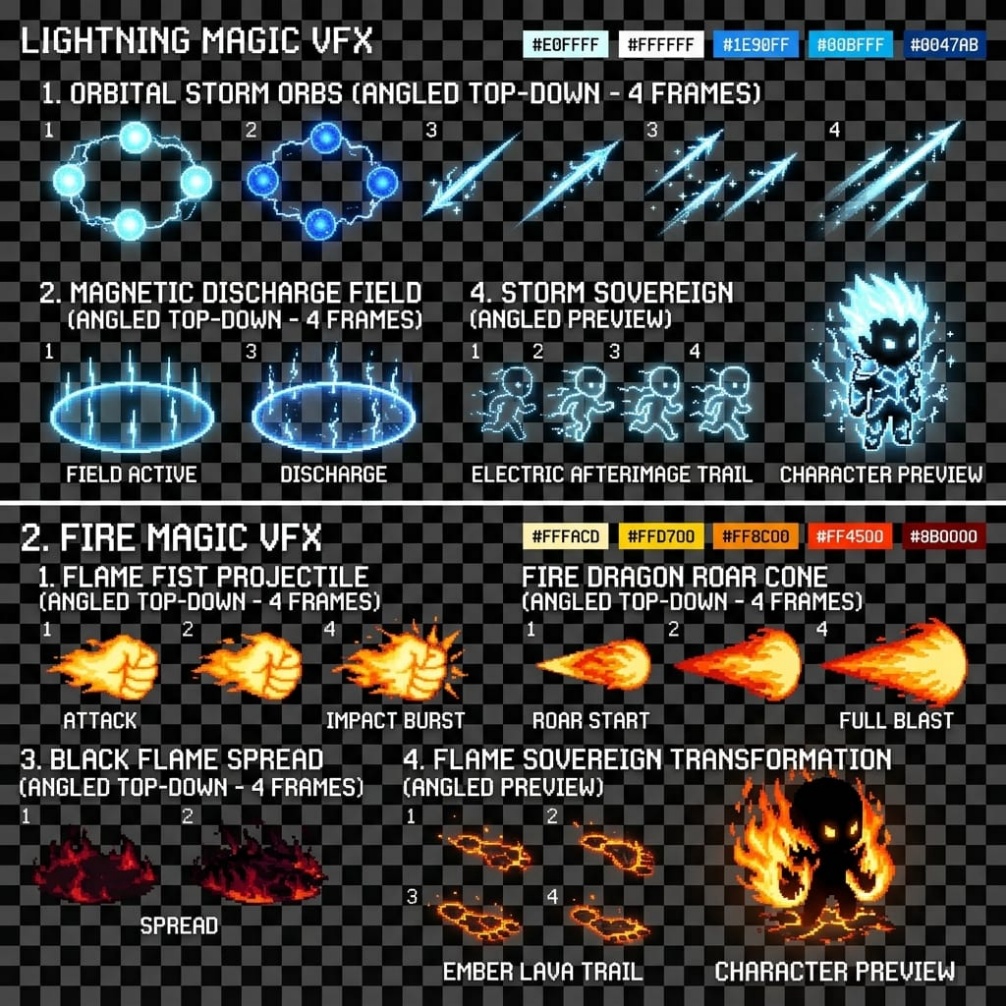 LIGHTNING MAGIC VFX
#E0FFFF #FFFFFF #1E90FF #00BFFF #0047AB
1. ORBITAL STORM ORBS (ANGLED TOP-DOWN - 4 FRAMES)
1 2 3 3 4
2. MAGNETIC DISCHARGE FIELD
(ANGLED TOP-DOWN - 4 FRAMES)
1 3
FIELD ACTIVE DISCHARGE
4. STORM SOVEREIGN
(ANGLED PREVIEW)
1 2 3 4
ELECTRIC AFTERIMAGE TRAIL
CHARACTER PREVIEW
2. FIRE MAGIC VFX
#FFFACD #FFD700 #FF8C00 #FF4500 #8B0000
1. FLAME FIST PROJECTILE
(ANGLED TOP-DOWN - 4 FRAMES)
1 2 4
ATTACK IMPACT BURST
FIRE DRAGON ROAR CONE
(ANGLED TOP-DOWN - 4 FRAMES)
1 2 4
ROAR START FULL BLAST
3. BLACK FLAME SPREAD
(ANGLED TOP-DOWN - 4 FRAMES)
1 2
SPREAD
4. FLAME SOVEREIGN TRANSFORMATION
(ANGLED PREVIEW)
1 2
3 4
EMBER LAVA TRAIL
CHARACTER PREVIEW